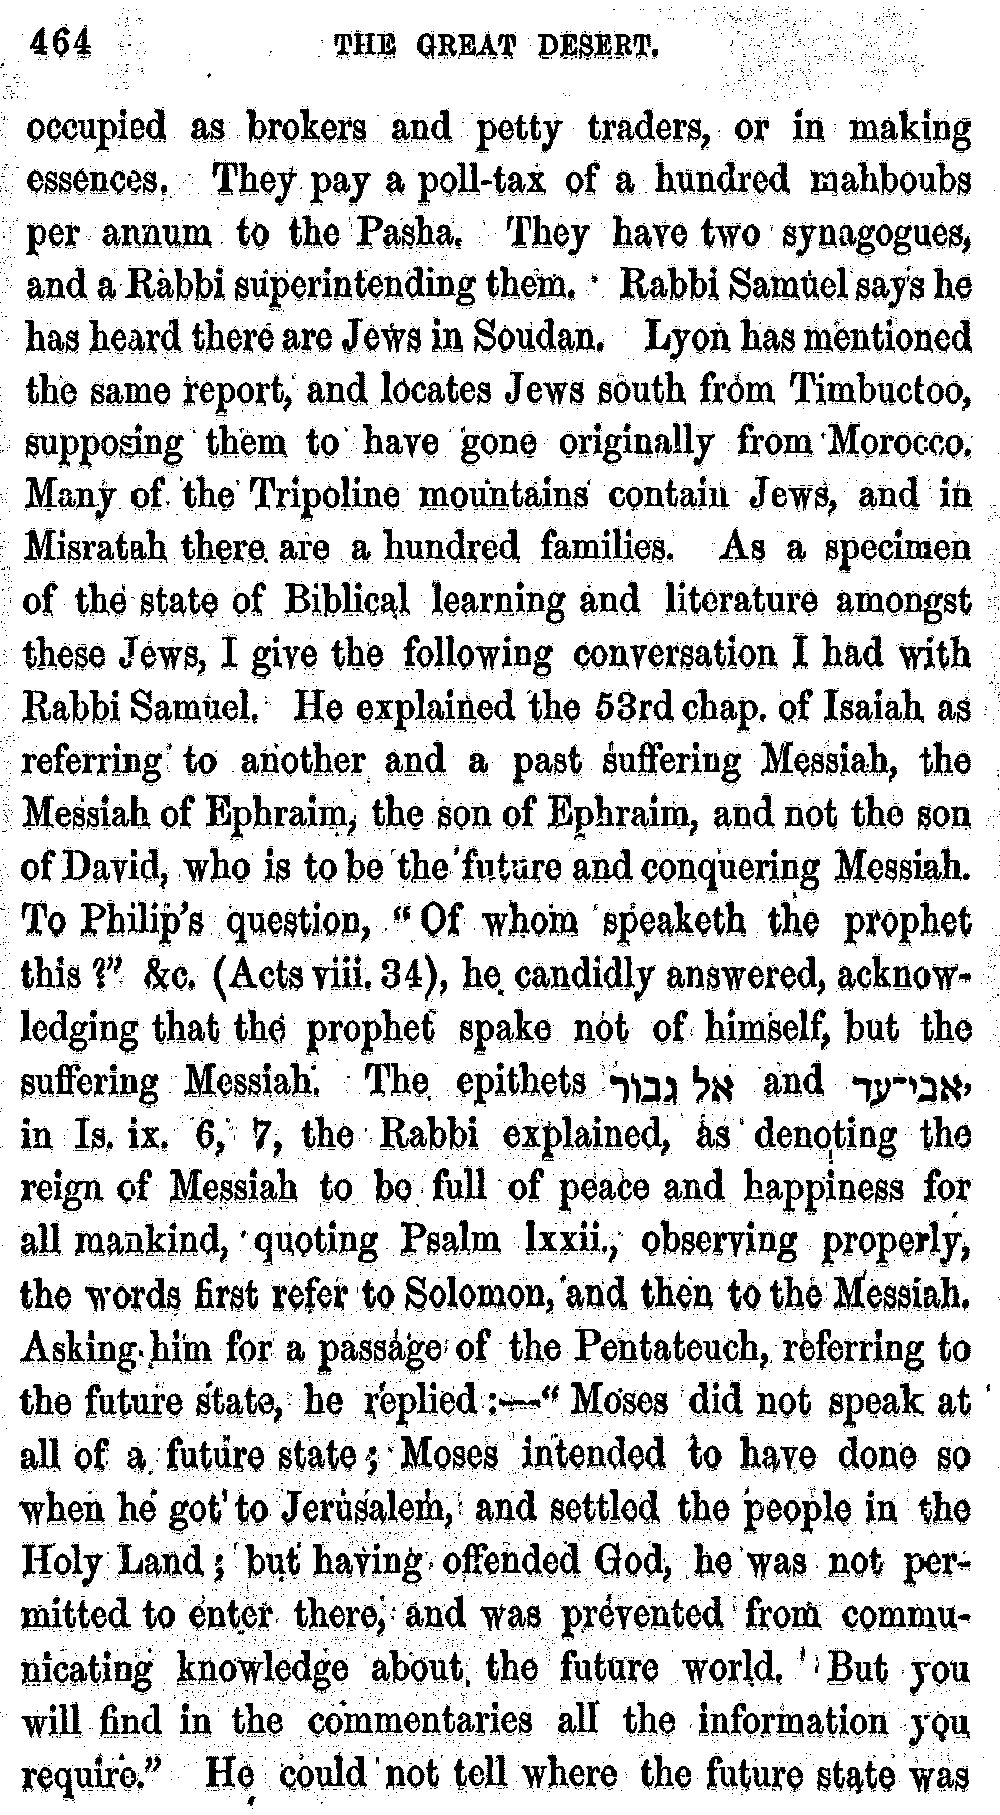 464 THE GREAT DESERT.
occupied as brokers and petty traders, or in making
essences. They pay a poll-tax of a hundred mahboubs
per annum to the Pasha. They have two synagogues,
and a Rabbi superintending them. Rabbi Samuel says he
has heard there are Jews in Soudan. Lyon has mentioned
the same report, and locates Jews south from Timbuctoo,
supposing them to have gone originally from Morocco.
Many of the Tripoline mountains contain Jews, and in
Misratah there are a hundred families. As a specimen
of the state of Biblical learning and literature amongst
these Jews, I give the following conversation I had with
Rabbi Samuel. He explained the 53rd chap. of Isaiah as
referring to another and a past suffering Messiah, the
Messiah of Ephraim, the son of Ephraim, and not the son
of David, who is to be the future and conquering Messiah.
To Philip's question, "Of whom speaketh the prophet
this?" &c. (Acts viii. 34), he candidly answered, acknow-
ledging that the prophet spake not of himself, but the
suffering Messiah. The epithets אל גבור and אבי־עד,
in Is. ix. 6, 7, the Rabbi explained, as denoting the
reign of Messiah to be full of peace and happiness for
all mankind, quoting Psalm lxxii., observing properly,
the words first refer to Solomon, and then to the Messiah.
Asking him for a passage of the Pentateuch, referring to
the future state, he replied:—"Moses did not speak at
all of a future state; Moses intended to have done so
when he got to Jerusalem, and settled the people in the
Holy Land; but having offended God, he was not per-
mitted to enter there, and was prevented from commu-
nicating knowledge about the future world. But you
will find in the commentaries all the information you
require." He could not tell where the future state was